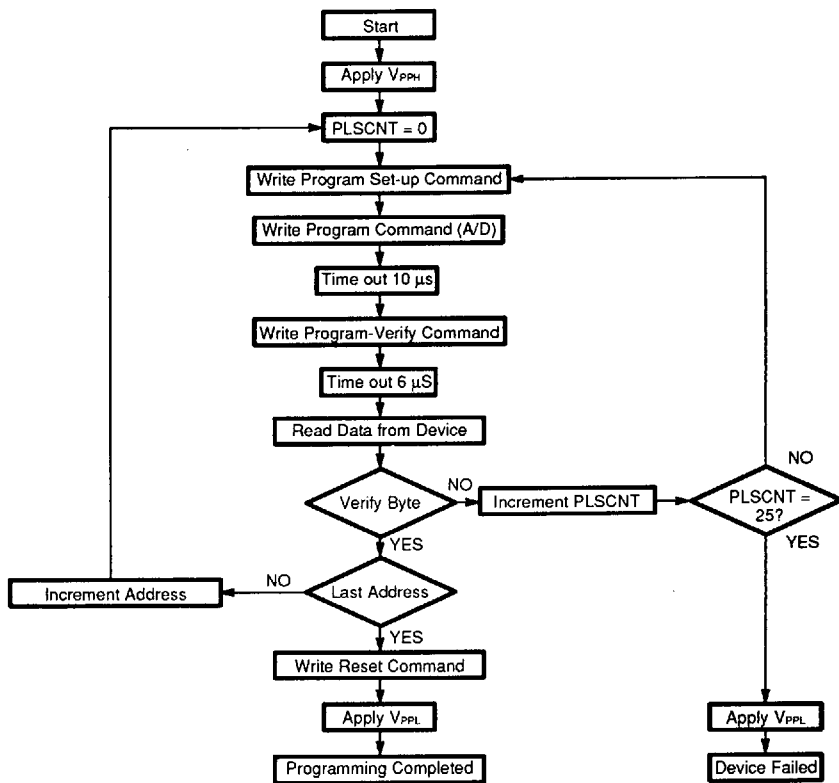 Start
Apply VPPH
PLSCNT = 0
Write Program Set-up Command
Write Program Command (A/D)
Time out 10 µs
Write Program-Verify Command
Time out 6 µS
Read Data from Device
Verify Byte
NO
Increment PLSCNT
PLSCNT =
25?
NO
YES
YES
Last Address
NO
Increment Address
YES
Write Reset Command
Apply VPPL
Programming Completed
Apply VPPL
Device Failed